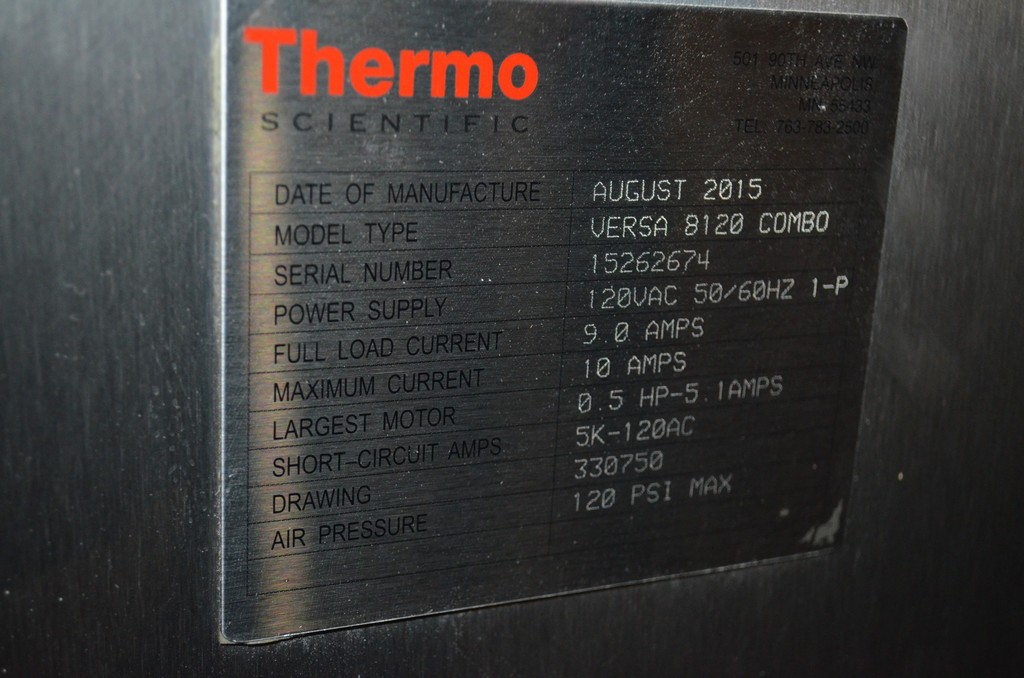 Thermo
SCIENTIFIC
501 90TH AVE NW
MINNEAPOLIS
MN 55433
TEL. 763-783-2500
DATE OF MANUFACTURE AUGUST 2015
MODEL TYPE VERSA 8120 COMBO
SERIAL NUMBER 15262674
POWER SUPPLY 120VAC 50/60HZ 1-P
FULL LOAD CURRENT 9.0 AMPS
MAXIMUM CURRENT 10 AMPS
LARGEST MOTOR 0.5 HP-5.1AMPS
SHORT-CIRCUIT AMPS 5K-120AC
DRAWING 330750
AIR PRESSURE 120 PSI MAX